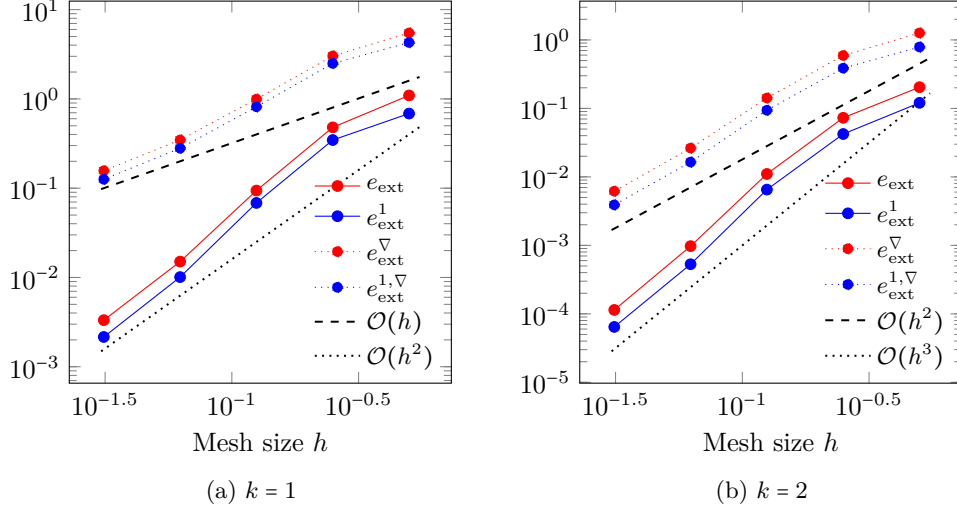 10^1
10^0
10^{-1}
10^{-2}
10^{-3}
10^{-1.5}
10^{-1}
10^{-0.5}
Mesh size h
e_ext
e^1_ext
e^∇_ext
e^{1,∇}_ext
O(h)
O(h^2)
(a) k = 1
10^0
10^{-1}
10^{-2}
10^{-3}
10^{-4}
10^{-5}
10^{-1.5}
10^{-1}
10^{-0.5}
Mesh size h
e_ext
e^1_ext
e^∇_ext
e^{1,∇}_ext
O(h^2)
O(h^3)
(b) k = 2